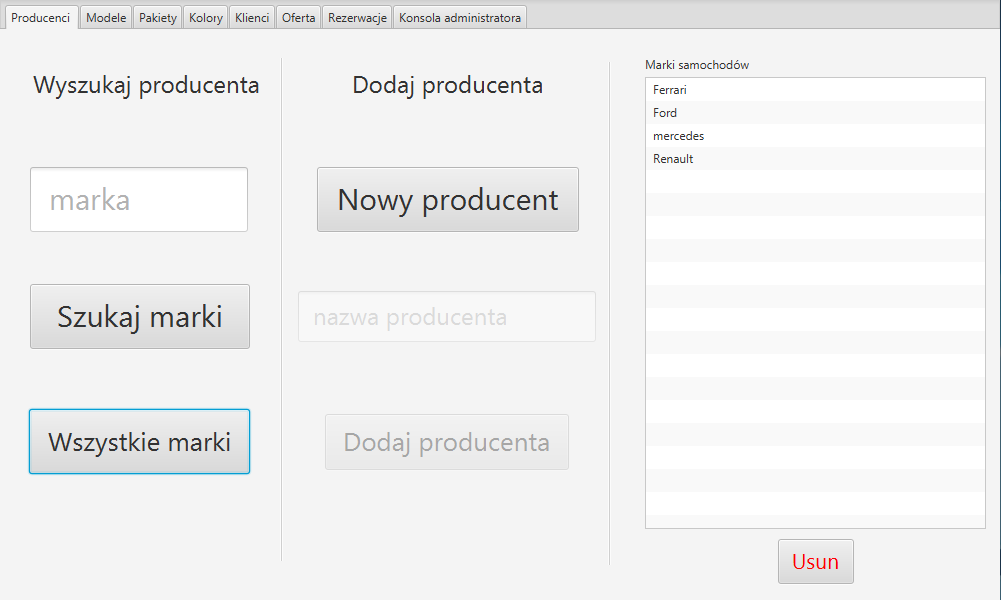 Producenci Modele Pakiety Kolory Klienci Oferta Rezerwacje Konsola administratora
Wyszukaj producenta
marka
Szukaj marki
Wszystkie marki
Dodaj producenta
Nowy producent
nazwa producenta
Dodaj producenta
Marki samochodów
Ferrari
Ford
mercedes
Renault
Usun